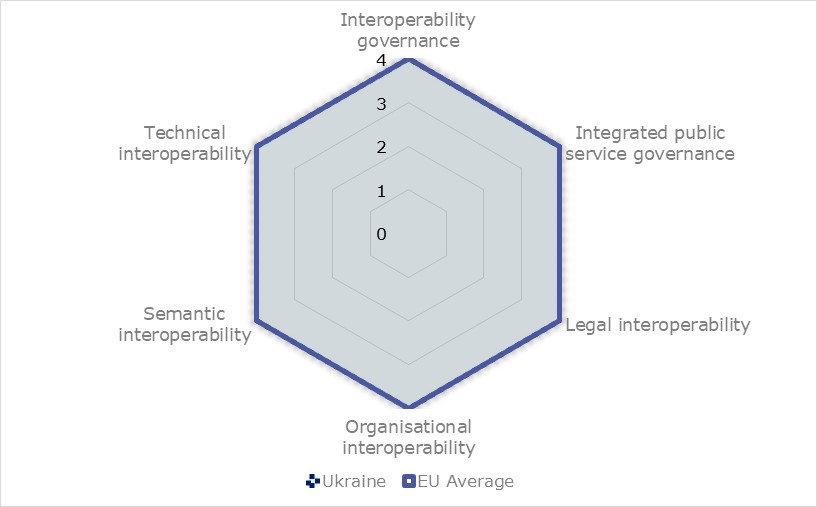 Interoperability
governance
4
3
2
1
0
Technical
interoperability
Integrated public
service governance
Semantic
interoperability
Legal interoperability
Organisational
interoperability
Ukraine
EU Average